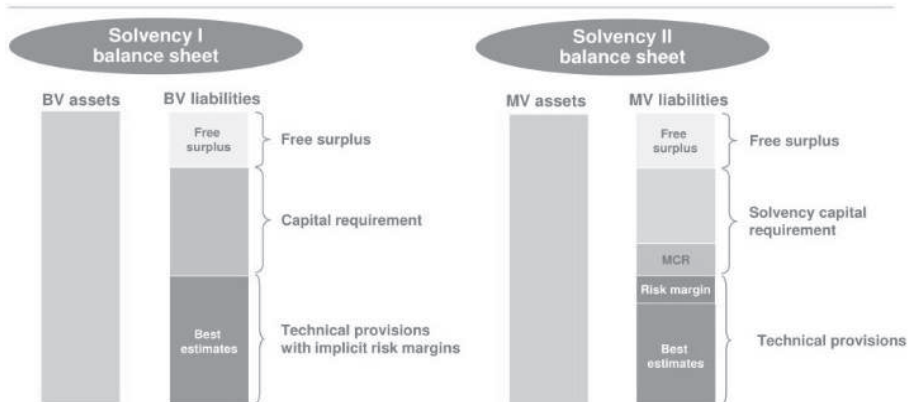 Solvency I
balance sheet
BV assets
BV liabilities
Free
surplus
Free surplus
Capital requirement
Best
estimates
Technical provisions
with implicit risk margins
Solvency II
balance sheet
MV assets
MV liabilities
Free
surplus
Free surplus
Solvency capital
requirement
MCR
Risk margin
Best
estimates
Technical provisions